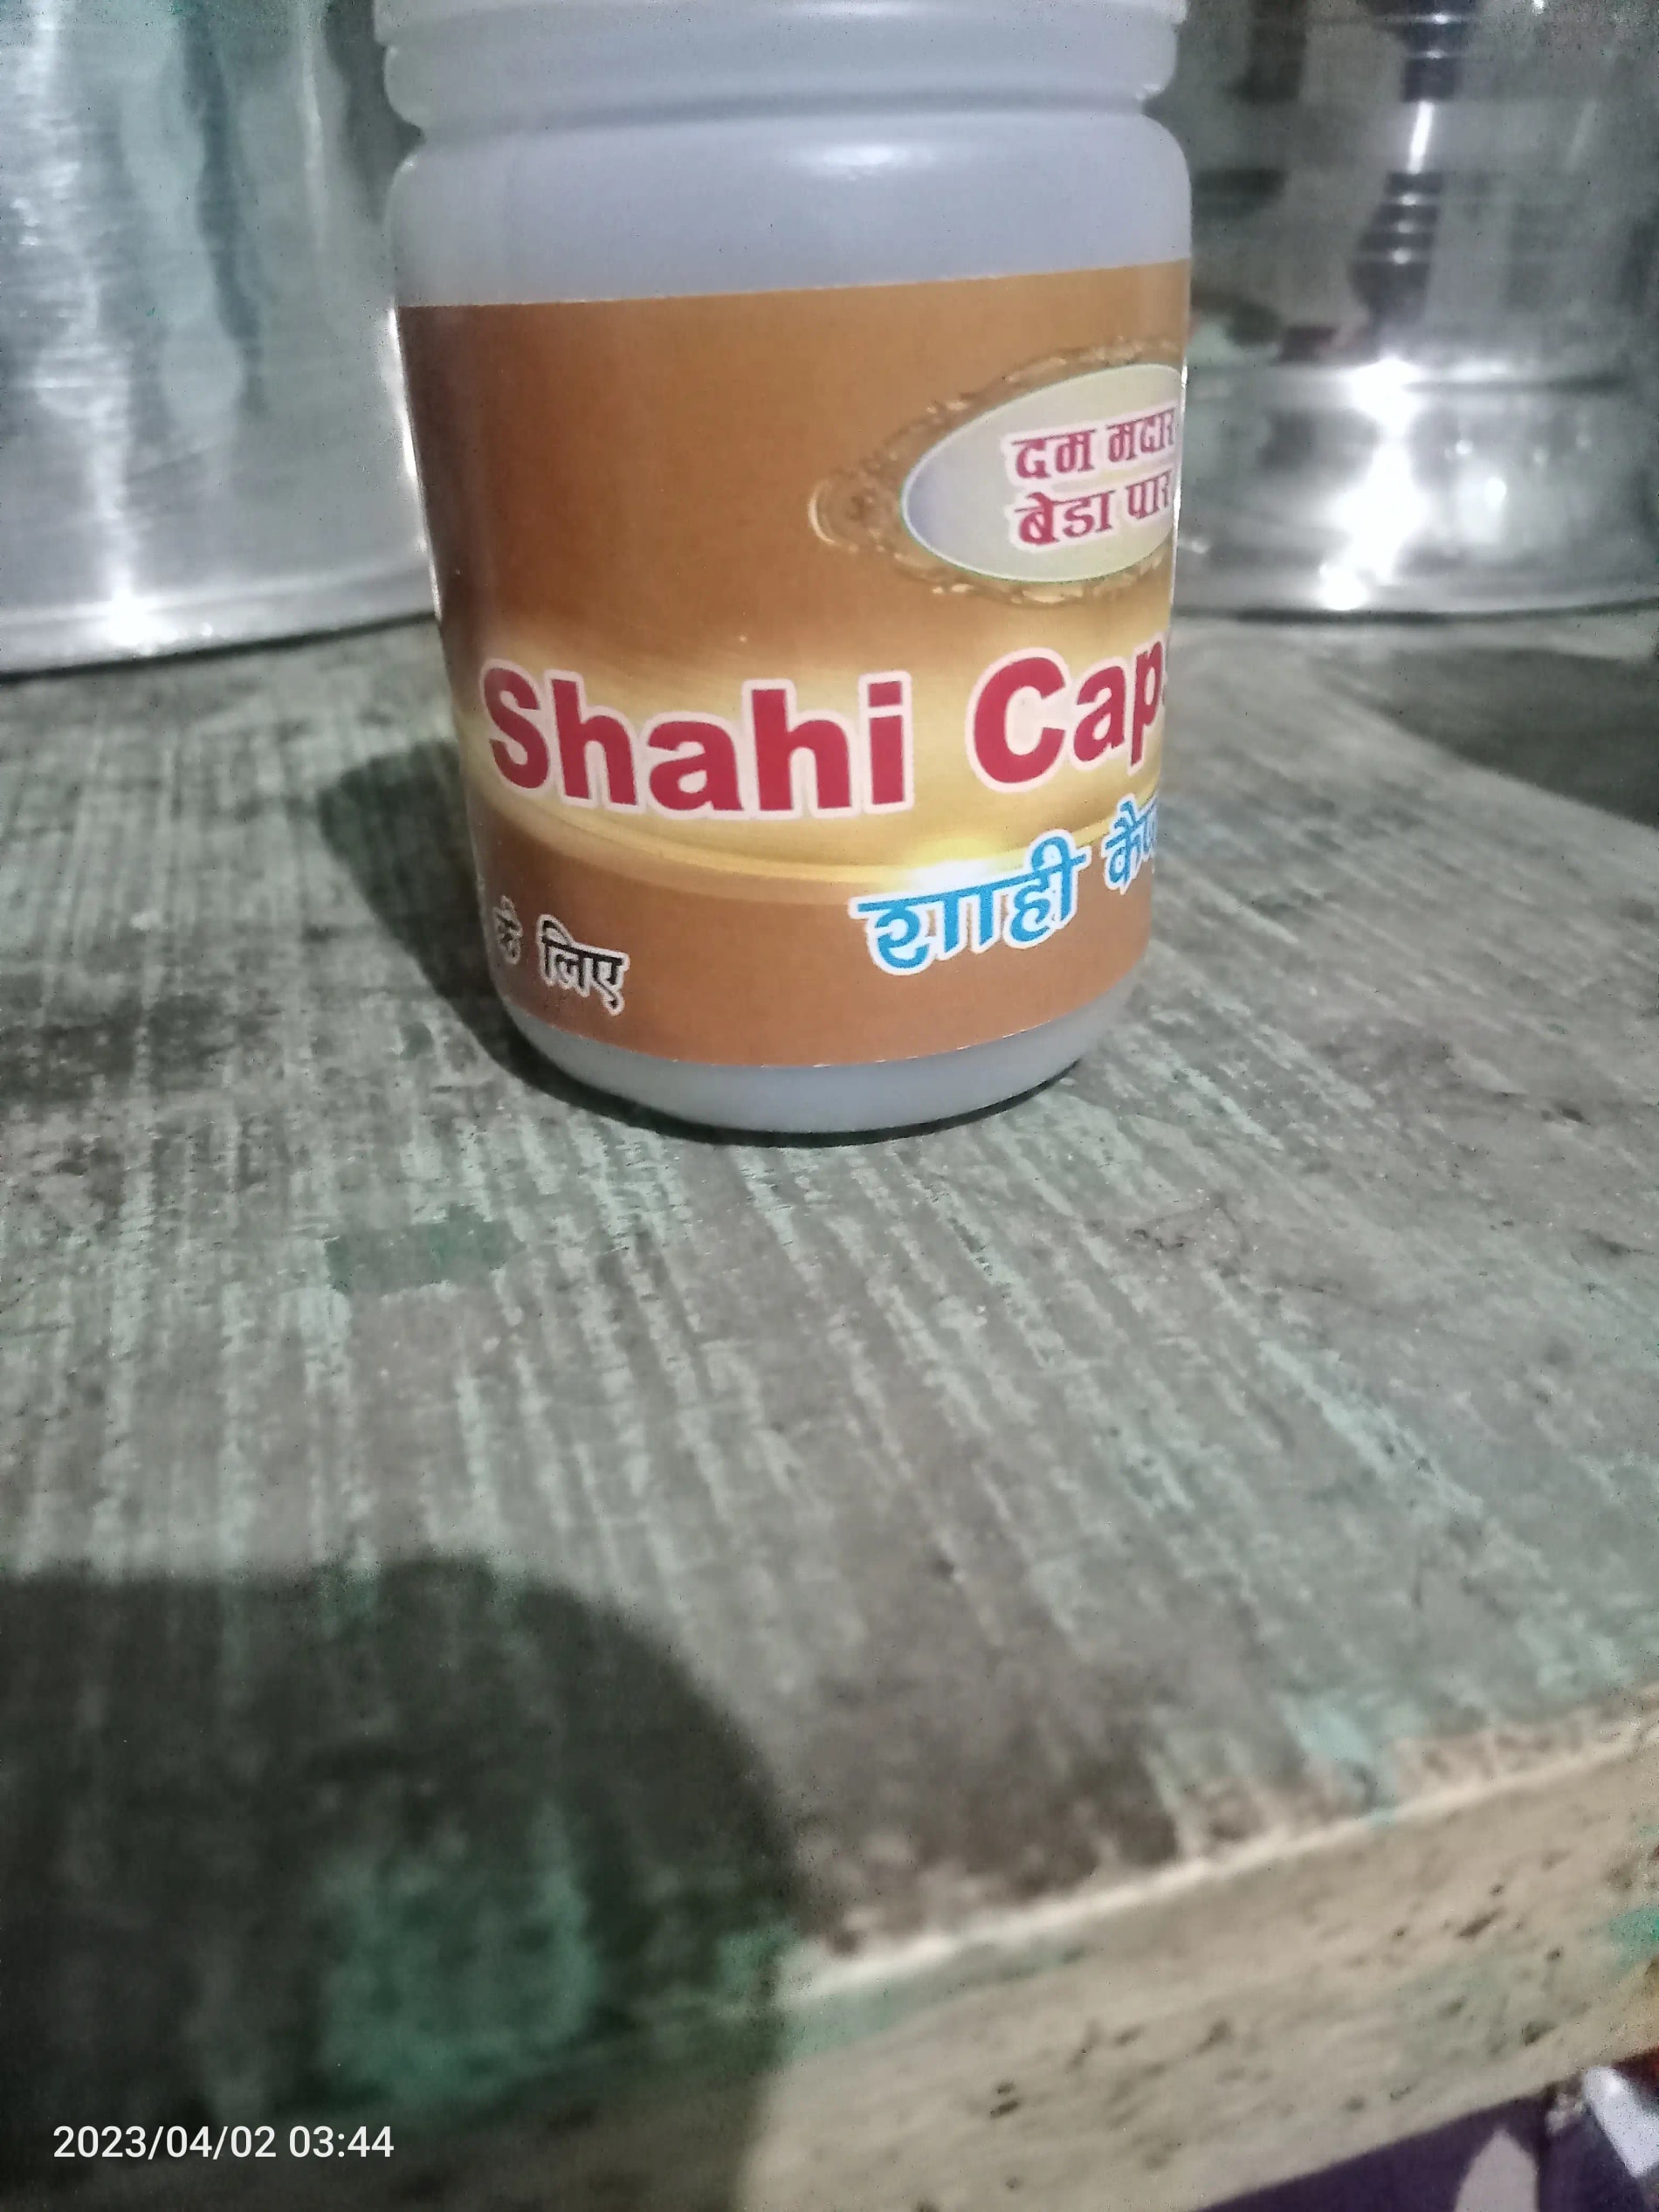 दम मदार
बेडा पार
Shahi Cap
शाही
के लिए
2023/04/02 03:44